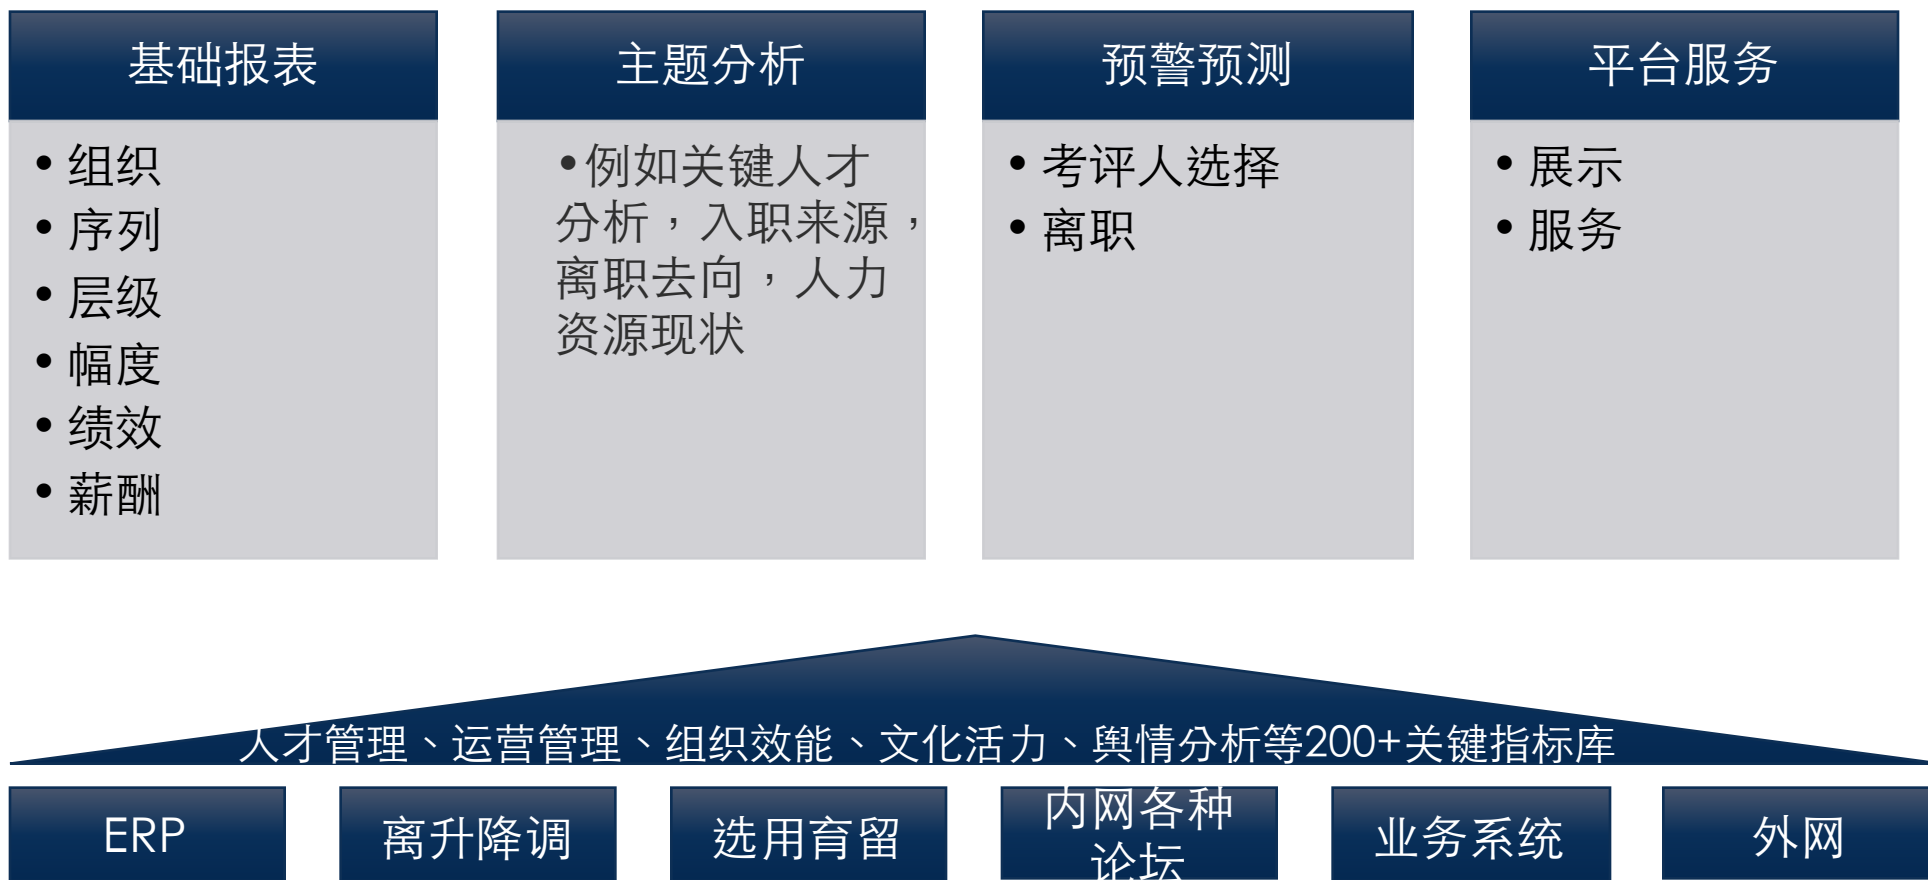 基础报表
• 组织
• 序列
• 层级
• 幅度
• 绩效
• 薪酬
主题分析
•例如关键人才
分析，入职来源，
离职去向，人力
资源现状
预警预测
• 考评人选择
• 离职
平台服务
• 展示
• 服务
人才管理、运营管理、组织效能、文化活力、舆情分析等200+关键指标库
ERP
离升降调
选用育留
内网各种
论坛
业务系统
外网